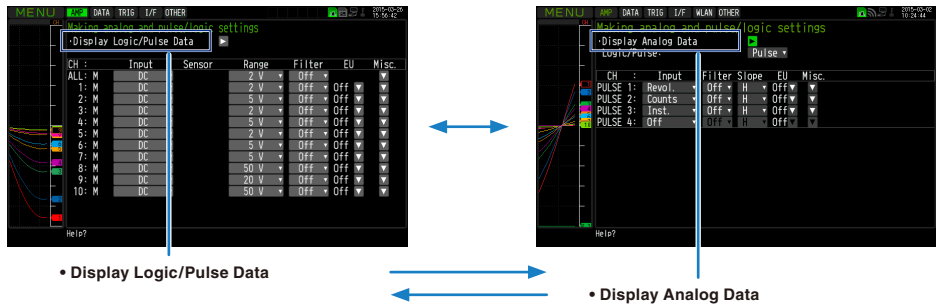 MENU AMP DATA TRIG I/F OTHER 2015-03-26 15:56:42
Making analog and pulse/logic settings
·Display Logic/Pulse Data
CH : Input Sensor Range Filter EU Misc.
ALL: M DC 2 V Off
1: M DC 2 V Off Off
2: M DC 5 V Off Off
3: M DC 2 V Off Off
4: M DC 5 V Off Off
5: M DC 2 V Off Off
6: M DC 5 V Off Off
7: M DC 5 V Off Off
8: M DC 50 V Off Off
9: M DC 20 V Off Off
10: M DC 50 V Off Off
Help?
MENU AMP DATA TRIG I/F WLAN OTHER 2015-03-02 10:24:44
Making analog and pulse/logic settings
·Display Analog Data
Logic/Pulse: Pulse
CH : Input Filter Slope EU Misc.
PULSE 1: Revol. Off H Off
PULSE 2: Counts Off H Off
PULSE 3: Inst. Off H Off
PULSE 4: Off Off H Off
Help?
• Display Logic/Pulse Data
• Display Analog Data